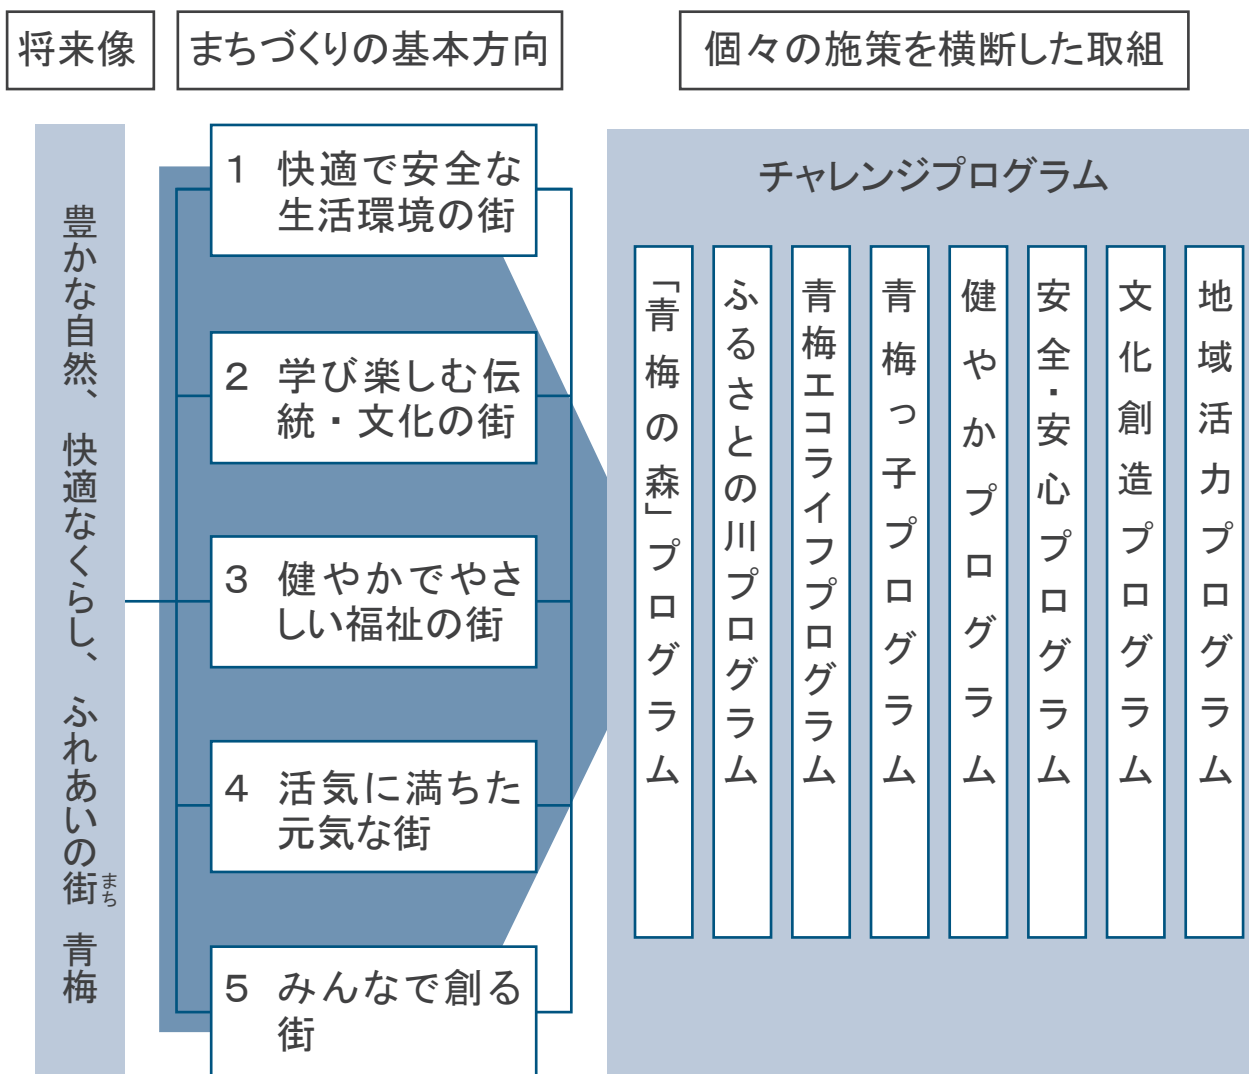 将来像
まちづくりの基本方向
個々の施策を横断した取組
豊かな自然、快適なくらし、ふれあいの街 青梅
まち
1 快適で安全な
生活環境の街
2 学び楽しむ伝
統・文化の街
3 健やかでやさ
しい福祉の街
4 活気に満ちた
元気な街
5 みんなで創る
街
チャレンジプログラム
「青梅の森」プログラム
ふるさとの川プログラム
青梅エコライフプログラム
青梅っ子プログラム
健やかプログラム
安全・安心プログラム
文化創造プログラム
地域活力プログラム